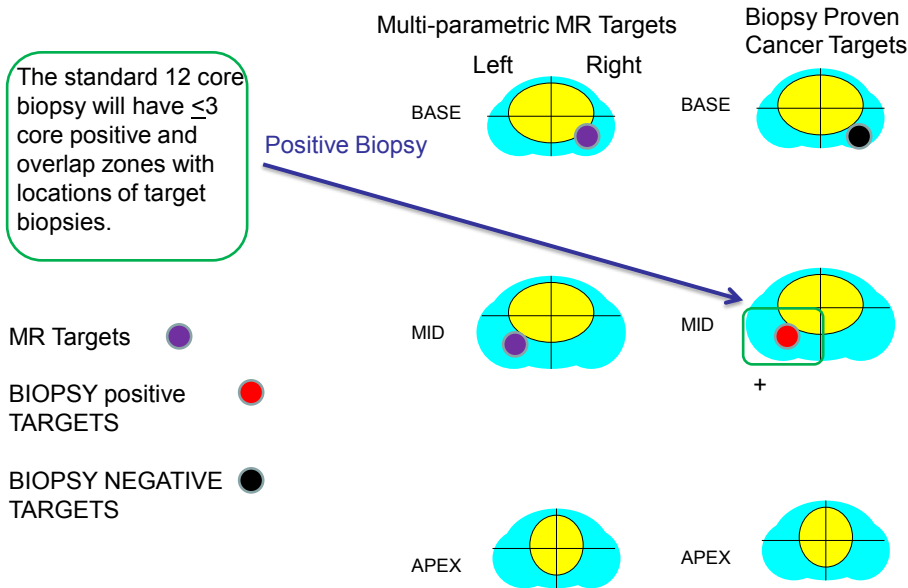 Multi-parametric MR Targets
Biopsy Proven
Cancer Targets
Left
Right
The standard 12 core
biopsy will have ≤3
core positive and
overlap zones with
locations of target
biopsies.
Positive Biopsy
BASE
BASE
MID
MID
+
MR Targets
BIOPSY positive
TARGETS
BIOPSY NEGATIVE
TARGETS
APEX
APEX